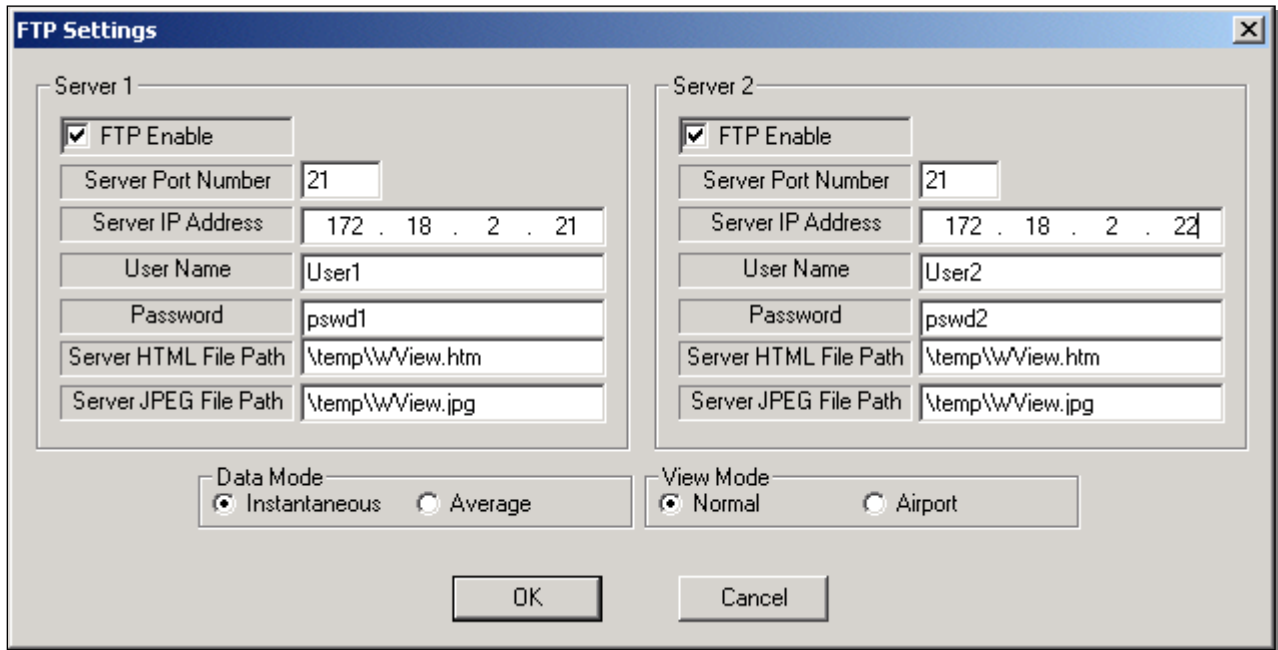 FTP Settings
Server 1
FTP Enable
Server Port Number 21
Server IP Address 172 . 18 . 2 . 21
User Name User1
Password pswd1
Server HTML File Path \temp\WView.htm
Server JPEG File Path \temp\WView.jpg
Server 2
FTP Enable
Server Port Number 21
Server IP Address 172 . 18 . 2 . 22
User Name User2
Password pswd2
Server HTML File Path \temp\WView.htm
Server JPEG File Path \temp\WView.jpg
Data Mode
Instantaneous Average
View Mode
Normal Airport
OK Cancel